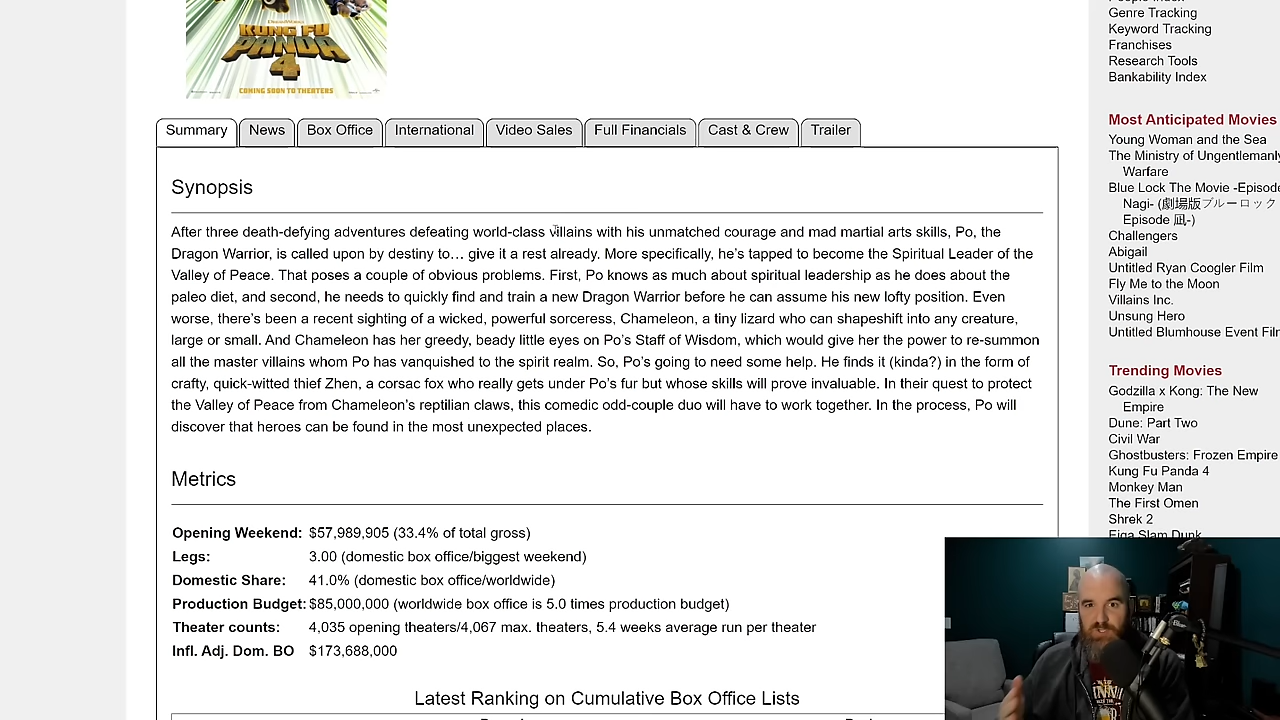 DreamWorks
KUNG FU
PANDA
4
COMING SOON TO THEATERS
Summary
News
Box Office
International
Video Sales
Full Financials
Cast & Crew
Trailer
Synopsis
After three death-defying adventures defeating world-class villains with his unmatched courage and mad martial arts skills, Po, the
Dragon Warrior, is called upon by destiny to… give it a rest already. More specifically, he’s tapped to become the Spiritual Leader of the
Valley of Peace. That poses a couple of obvious problems. First, Po knows as much about spiritual leadership as he does about the
paleo diet, and second, he needs to quickly find and train a new Dragon Warrior before he can assume his new lofty position. Even
worse, there’s been a recent sighting of a wicked, powerful sorceress, Chameleon, a tiny lizard who can shapeshift into any creature,
large or small. And Chameleon has her greedy, beady little eyes on Po’s Staff of Wisdom, which would give her the power to re-summon
all the master villains whom Po has vanquished to the spirit realm. So, Po’s going to need some help. He finds it (kinda?) in the form of
crafty, quick-witted thief Zhen, a corsac fox who really gets under Po’s fur but whose skills will prove invaluable. In their quest to protect
the Valley of Peace from Chameleon’s reptilian claws, this comedic odd-couple duo will have to work together. In the process, Po will
discover that heroes can be found in the most unexpected places.
Metrics
Opening Weekend: $57,989,905 (33.4% of total gross)
Legs: 3.00 (domestic box office/biggest weekend)
Domestic Share: 41.0% (domestic box office/worldwide)
Production Budget: $85,000,000 (worldwide box office is 5.0 times production budget)
Theater counts: 4,035 opening theaters/4,067 max. theaters, 5.4 weeks average run per theater
Infl. Adj. Dom. BO $173,688,000
Latest Ranking on Cumulative Box Office Lists
Genre Tracking
Keyword Tracking
Franchises
Research Tools
Bankability Index
Most Anticipated Movies
Young Woman and the Sea
The Ministry of Ungentlemanly
Warfare
Blue Lock The Movie -Episode
Nagi- (劇場版ブルーロック
Episode 凪-)
Challengers
Abigail
Untitled Ryan Coogler Film
Fly Me to the Moon
Villains Inc.
Unsung Hero
Untitled Blumhouse Event Film
Trending Movies
Godzilla x Kong: The New
Empire
Dune: Part Two
Civil War
Ghostbusters: Frozen Empire
Kung Fu Panda 4
Monkey Man
The First Omen
Shrek 2